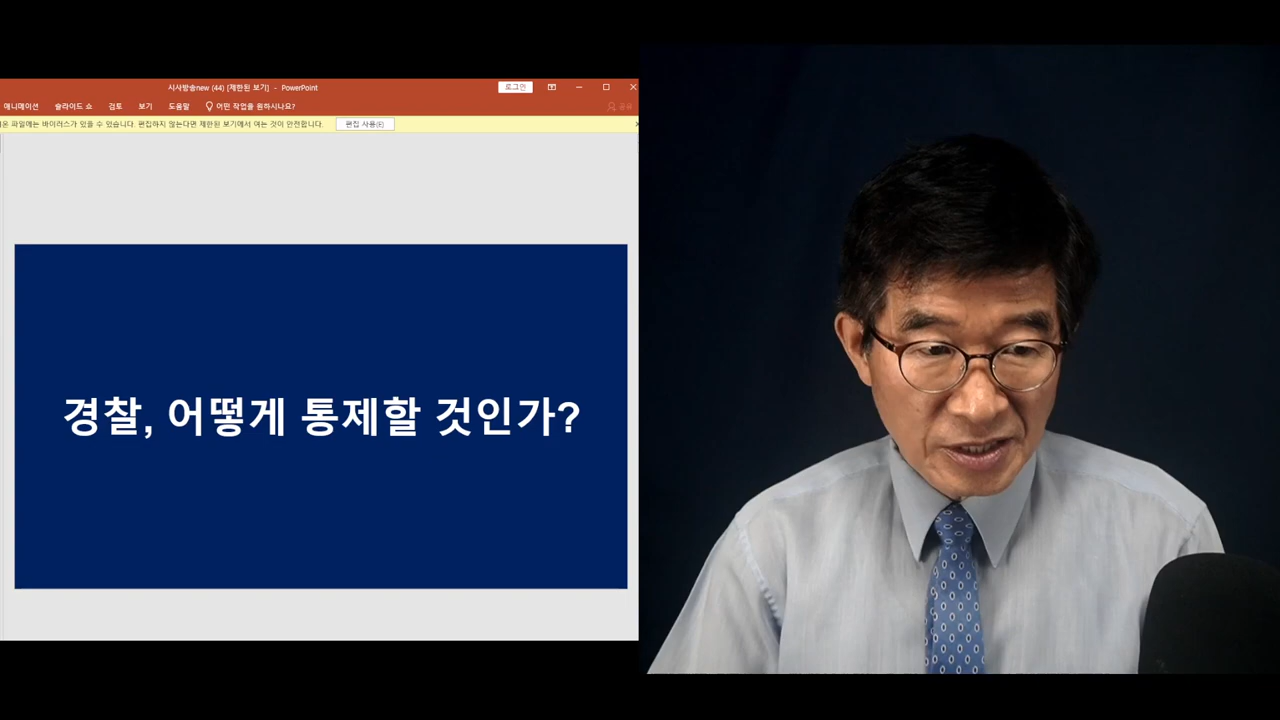 시사방송new (44) [제한된 보기] - PowerPoint
로그인
애니메이션 슬라이드 쇼 검토 보기 도움말 어떤 작업을 원하시나요? 공유
파일에는 바이러스가 있을 수 있습니다. 편집하지 않는다면 제한된 보기에서 여는 것이 안전합니다. 편집 사용(E)
경찰, 어떻게 통제할 것인가?